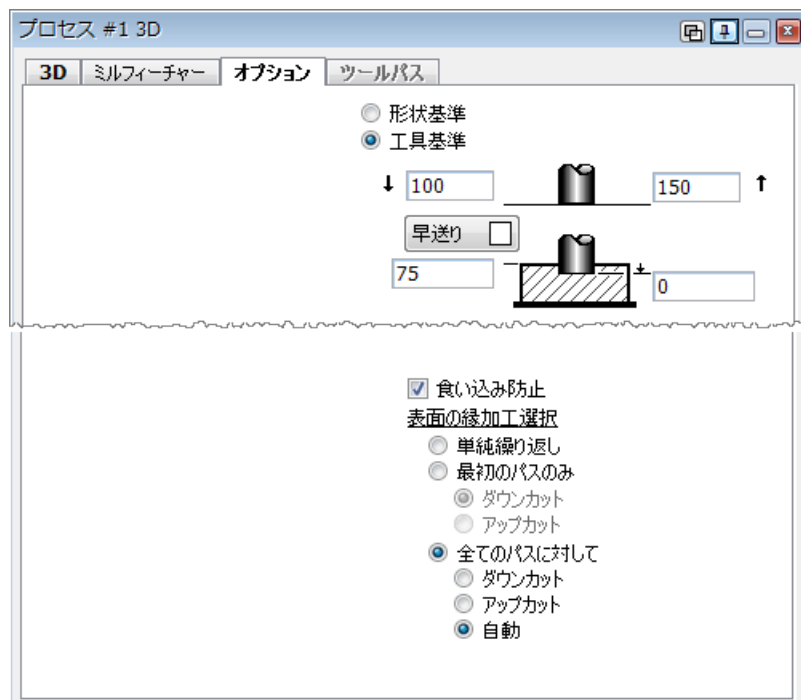 プロセス #1 3D
3D ミルフィーチャー オプション ツールパス
形状基準
工具基準
100 150
早送り
75
0
食い込み防止
表面の縁加工選択
単純繰り返し
最初のパスのみ
ダウンカット
アップカット
全てのパスに対して
ダウンカット
アップカット
自動